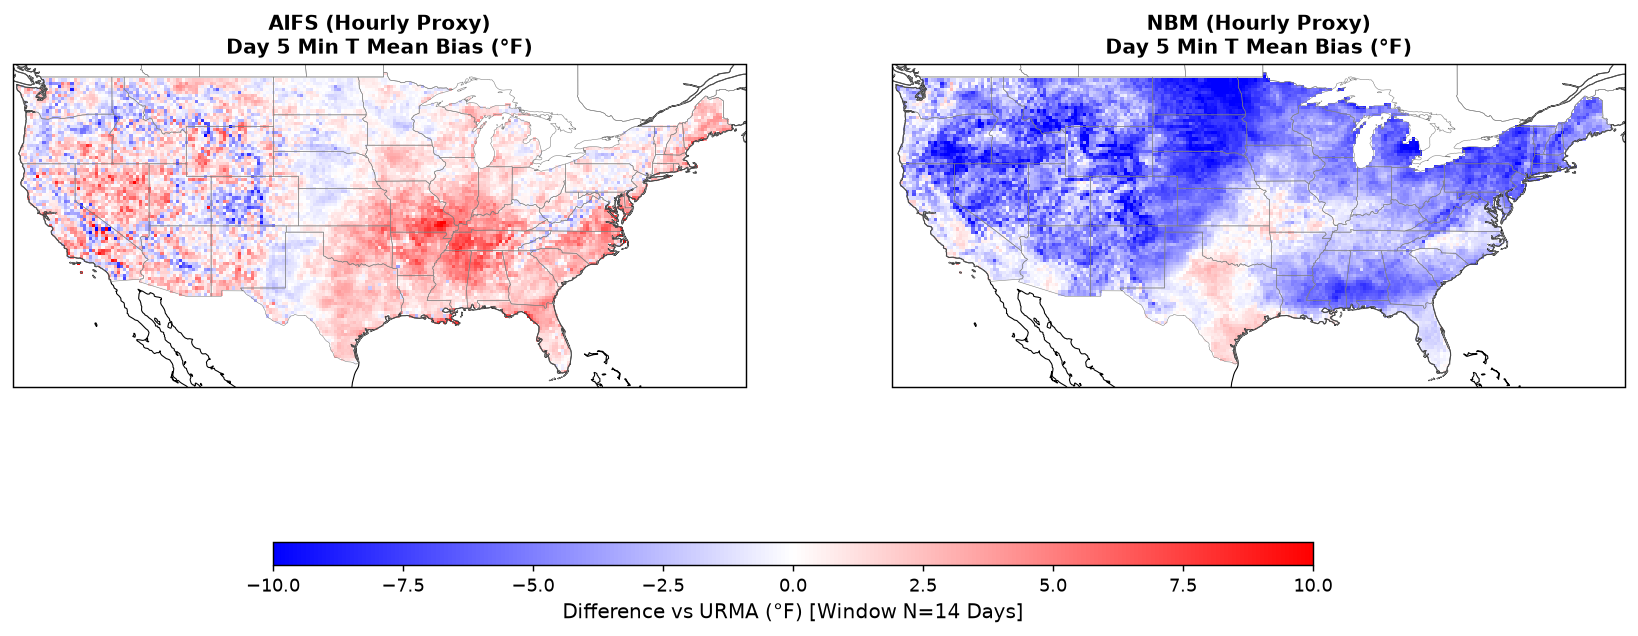 AIFS (Hourly Proxy)
Day 5 Min T Mean Bias (°F)
NBM (Hourly Proxy)
Day 5 Min T Mean Bias (°F)
−10.0 −7.5 −5.0 −2.5 0.0 2.5 5.0 7.5 10.0
Difference vs URMA (°F) [Window N=14 Days]